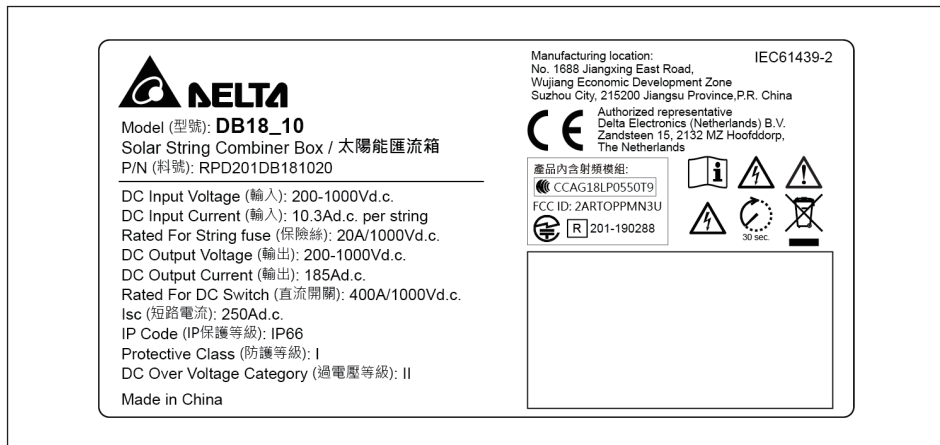 DELTA
Model (型號): DB18_10
Solar String Combiner Box / 太陽能匯流箱
P/N (料號): RPD201DB181020
DC Input Voltage (輸入): 200-1000Vd.c.
DC Input Current (輸入): 10.3Ad.c. per string
Rated For String fuse (保險絲): 20A/1000Vd.c.
DC Output Voltage (輸出): 200-1000Vd.c.
DC Output Current (輸出): 185Ad.c.
Rated For DC Switch (直流開關): 400A/1000Vd.c.
Isc (短路電流): 250Ad.c.
IP Code (IP保護等級): IP66
Protective Class (防護等級): I
DC Over Voltage Category (過電壓等級): II
Made in China
Manufacturing location:
IEC61439-2
No. 1688 Jiangxing East Road,
Wujiang Economic Development Zone
Suzhou City, 215200 Jiangsu Province,P.R. China
CE
Authorized representative
Delta Electronics (Netherlands) B.V.
Zandsteen 15, 2132 MZ Hoofddorp,
The Netherlands
產品內含射頻模組:
CCAG18LP0550T9
FCC ID: 2ARTOPPMN3U
R 201-190288
30 sec.